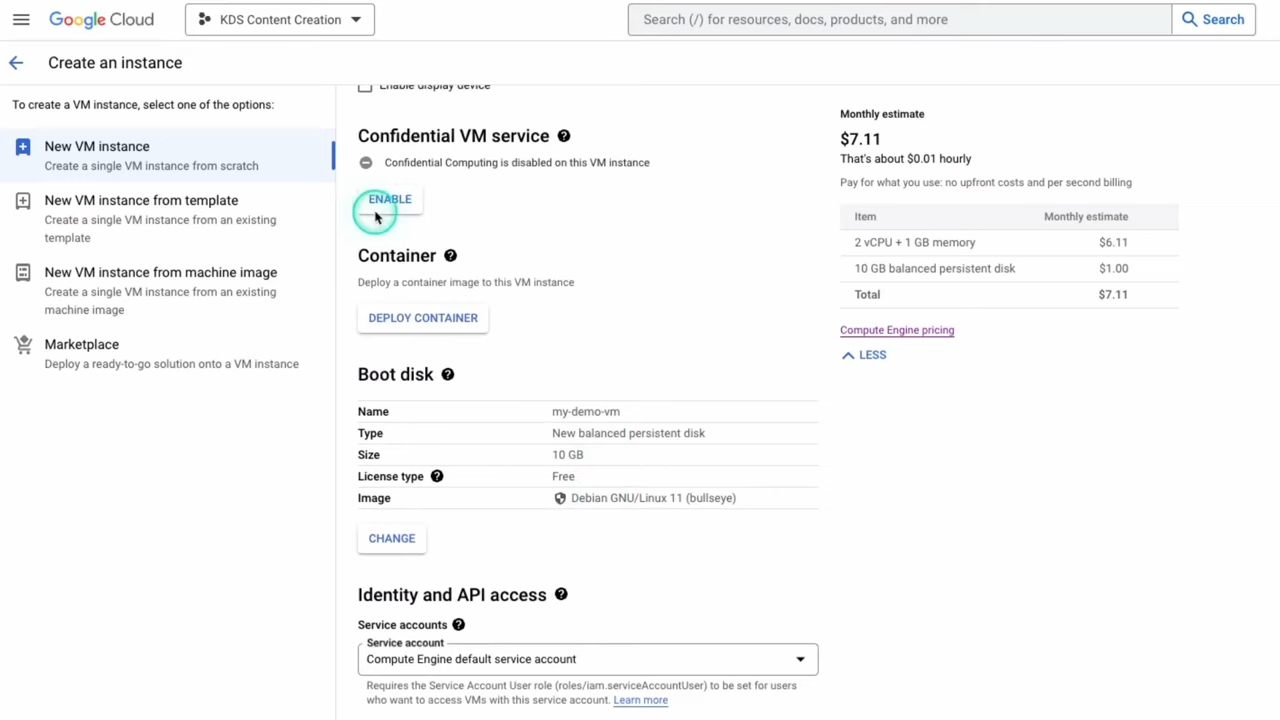 Google Cloud
KDS Content Creation
Search (/) for resources, docs, products, and more
Search
Create an instance
To create a VM instance, select one of the options:
New VM instance
Create a single VM instance from scratch
New VM instance from template
Create a single VM instance from an existing
template
New VM instance from machine image
Create a single VM instance from an existing
machine image
Marketplace
Deploy a ready-to-go solution onto a VM instance
Enable display device
Confidential VM service
Confidential Computing is disabled on this VM instance
ENABLE
Container
Deploy a container image to this VM instance
DEPLOY CONTAINER
Boot disk
Name my-demo-vm
Type New balanced persistent disk
Size 10 GB
License type Free
Image Debian GNU/Linux 11 (bullseye)
CHANGE
Identity and API access
Service accounts
Service account
Compute Engine default service account
Requires the Service Account User role (roles/iam.serviceAccountUser) to be set for users
who want to access VMs with this service account. Learn more
Monthly estimate
$7.11
That's about $0.01 hourly
Pay for what you use: no upfront costs and per second billing
Item Monthly estimate
2 vCPU + 1 GB memory $6.11
10 GB balanced persistent disk $1.00
Total $7.11
Compute Engine pricing
LESS